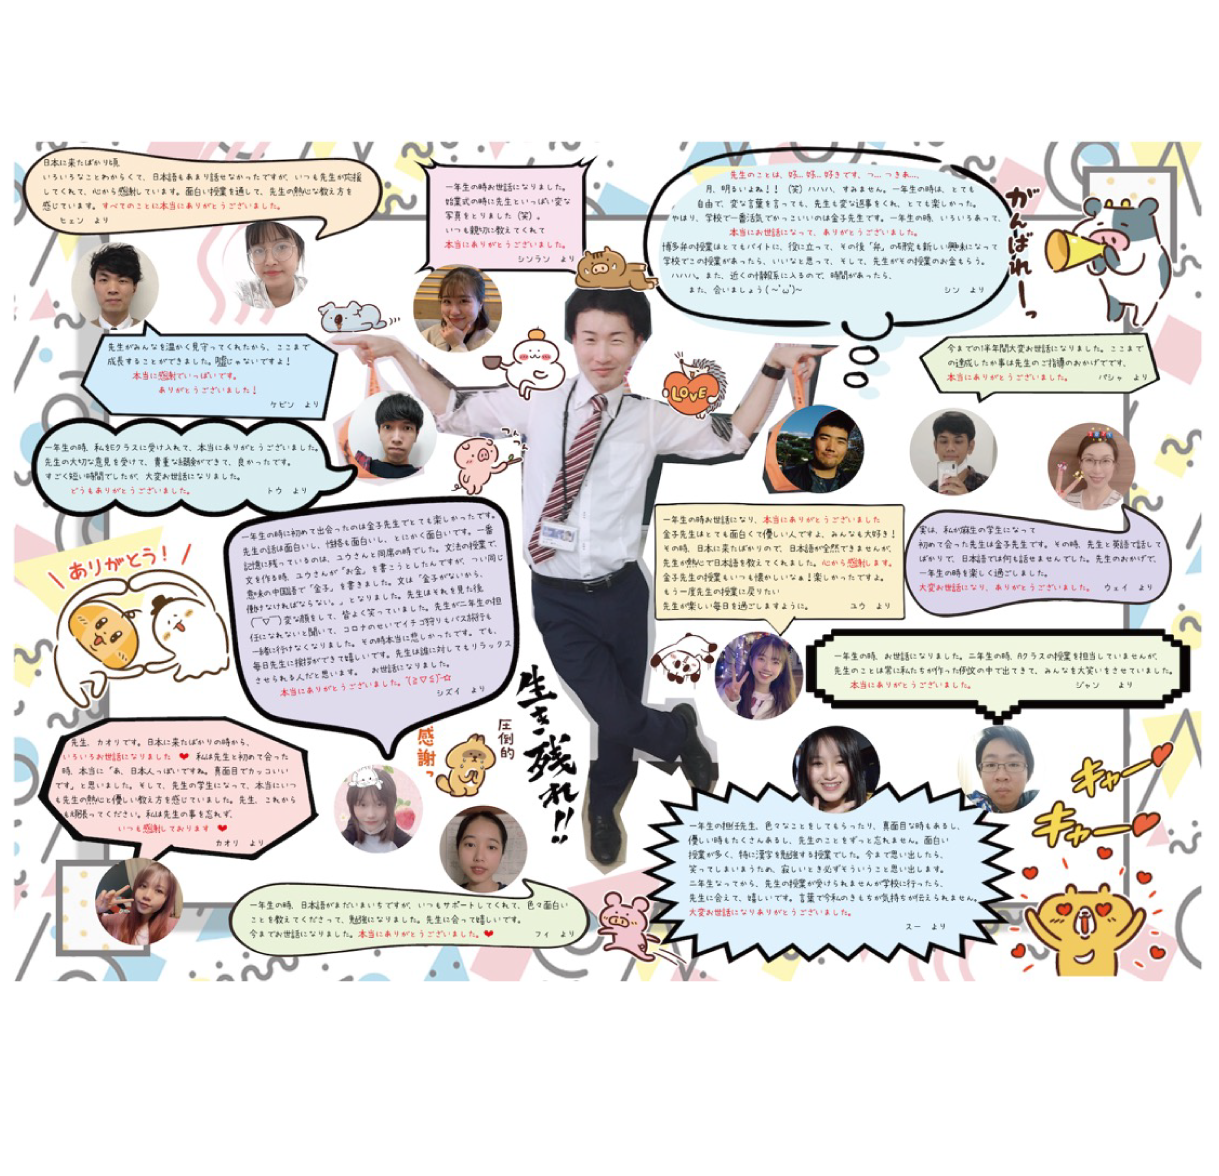 日本に来たばかり頃
いろいろなことわからくて、日本語もあまり話せなかったですが、いつも先生が応援
してくれて、心から感謝しています。面白い授業を通して、先生の熱心な教え方を
感じています。すべてのことに本当にありがとうございました。
ヒェン より
一年生の時お世話になりました。
始業式の時に先生といっぱい変な
写真をとりました（笑）。
いつも親切に教えてくれて
本当にありがとうございました。
シンラン より
先生のことは、好… 好… 好きです、つ… つきあ…、
月、明るいよね！！（笑）ハハハ、すみません。一年生の時は、とても
自由で、変な言葉を言っても、先生も変な返事をくれ、とても楽しかった。
やはり、学校で一番活気でかっこいいのは金子先生です。一年生の時、いろいろあって、
本当にお世話になって、ありがとうございました。
博多弁の授業はとてもバイトに、役に立って、その後「弁」の研究も新しい興味になって
学校でこの授業があったら、いいなと思って、そして、先生がその授業のお金もらう。
ハハハ。また、近くの情報系に入るので、時間があったら、
また、会いましょう(~'ω')~
シン より
がんばれーっ
先生がみんなを温かく見守ってくれたから、ここまで
成長することができました。嘘じゃないですよ！
本当に感謝でいっぱいです。
ありがとうございました！
ケビン より
LOVE
今までの1年半間大変お世話になりました。ここまで
の達成したか事は先生のご指導のおかげでです、
本当にありがとうございました。 パシャ より
一年生の時、私をEクラスに受け入れて、本当にありがとうございました。
先生の大切な意見を受けて、貴重な経験ができて、良かったです。
すごく短い時間でしたが、大変お世話になりました。
どうもありがとうございました。 トウ より
一年生の時に初めて出会ったのは金子先生でとても楽しかったです。
先生の話は面白いし、性格も面白いし、とにかく面白いです。一番
記憶に残っているのは、ユウさんと同席の時でした。文法の授業で、
文を作る時、ユウさんが「お金」を書こうとしたんですが、つい同じ
意味の中国語で「金子」を書きました。文は「金子がないから、
働けなければならない。」となりました。先生はそれを見た後
(￣▽￣)変な顔をして、皆よく笑っていました。先生が二年生の担
任になれないと聞いて、コロナのせいでイチゴ狩りもバス旅行も
一緒に行けなくなりました。その時本当に悲しかったです。でも、
毎日先生に挨拶ができて嬉しいです。先生は誰に対してもリラックス
させられる人だと思います。
お世話になりました。
本当にありがとうございました。
シズイ より
一年生の時お世話になり、本当にありがとうございました
金子先生はとても面白くて優しい人ですよ、みんなも大好き！
その時、日本に来たばかりので、日本語が全然できませんが、
先生が熱心で日本語を教えてくれました。心から感謝します。
金子先生の授業もいつも懐かしいなぁ！楽しかったですよ。
もう一度先生の授業に戻りたい
先生が楽しい毎日を過ごしますように。 ユウ より
実は、私が麻生の学生になって
初めて会った先生は金子先生です。その時、先生と英語で話して
ばかりで、日本語では何も話せませんでした。先生のおかげで、
一年生の時を楽しく過ごしました。
大変お世話になり、ありがとうございました。 ウェイ より
ありがとう!
一年生の時、お世話になりました。二年生の時、Aクラスの授業を担当していませんが、
先生のことは常に私たちが作った例文の中で出てきて、みんなを大笑いをさせていました。
本当にありがとうございました。 ジャン より
生き残れ!!
圧倒的
感謝っ
先生、カオリです。日本に来たばかりの時から、
いろいろお世話になりました ❤ 私は先生と初めて会った
時、本当に「あ、日本人っぽいですね。真面目でカッコいい
です。と思いました。そして、先生の学生になって、本当にいつ
も先生の熱心と優しい教え方を感じていました。先生、これから
も頑張ってください。私は先生の事を忘れず、
いつも感謝しております ❤
カオリ より
キャー
キャー
一年生の担任先生、色々なことをしてもらったり、真面目な時もあるし、
優しい時もたくさんあるし、先生のことをずっと忘れません。面白い
授業が多く、特に漢字を勉強する授業でした。今まで思い出したら、
笑ってしまいうため、寂しいとき必ずそういうこと思い出します。
二年生なってから、先生の授業が受けられませんが学校に行ったら、
先生に会えて、嬉しいです。言葉で今私のきもちが気持ちが伝えられません。
大変お世話になりありがとうございました。
スー より
一年生の時、日本語がまだいまいちですが、いつもサポートしてくれて、色々面白い
ことを教えてくださって、勉強になりました。先生に会って嬉しいです。
今までお世話になりました。本当にありがとうございました。❤ フィ より